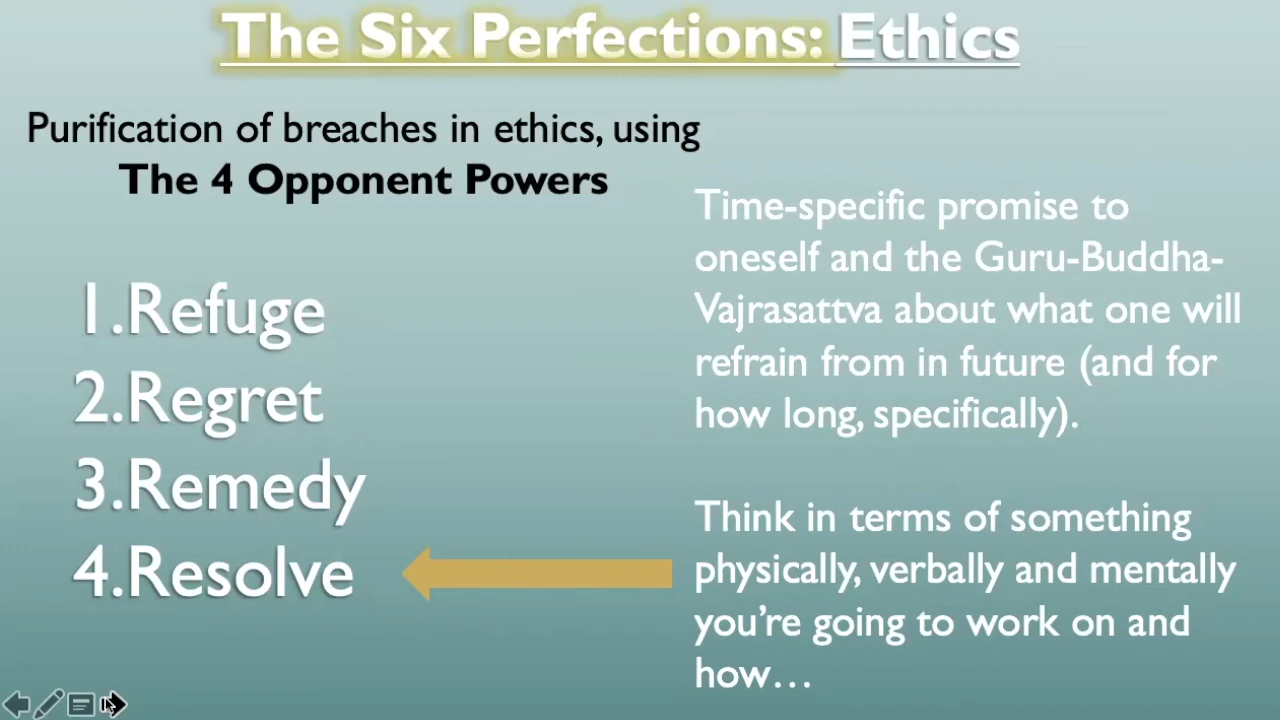 The Six Perfections: Ethics
Purification of breaches in ethics, using
The 4 Opponent Powers
1.Refuge
2.Regret
3.Remedy
4.Resolve
Time-specific promise to
oneself and the Guru-Buddha-
Vajrasattva about what one will
refrain from in future (and for
how long, specifically).
Think in terms of something
physically, verbally and mentally
you’re going to work on and
how…